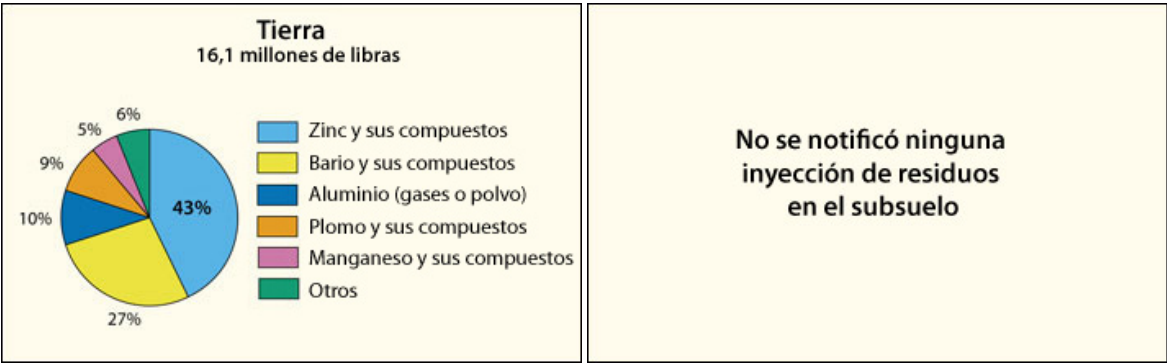 Tierra
16,1 millones de libras
6%
5%
9%
10%
43%
27%
Zinc y sus compuestos
Bario y sus compuestos
Aluminio (gases o polvo)
Plomo y sus compuestos
Manganeso y sus compuestos
Otros
No se notificó ninguna
inyección de residuos
en el subsuelo